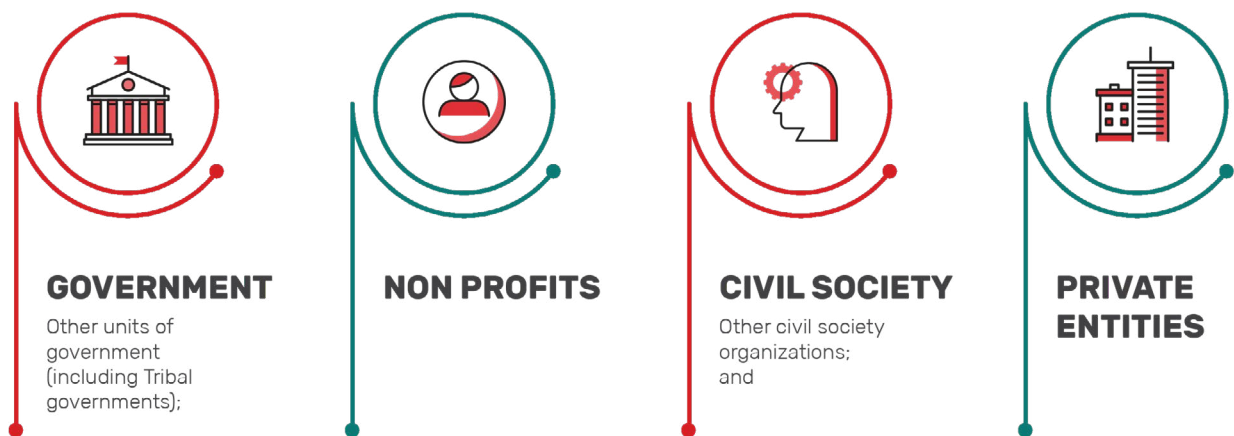 GOVERNMENT
Other units of
government
(including Tribal
governments);
NON PROFITS
CIVIL SOCIETY
Other civil society
organizations;
and
PRIVATE
ENTITIES